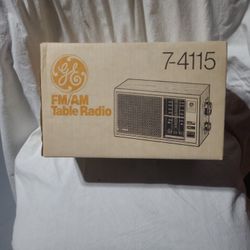 GE
7-4115
FM/AM
Table Radio